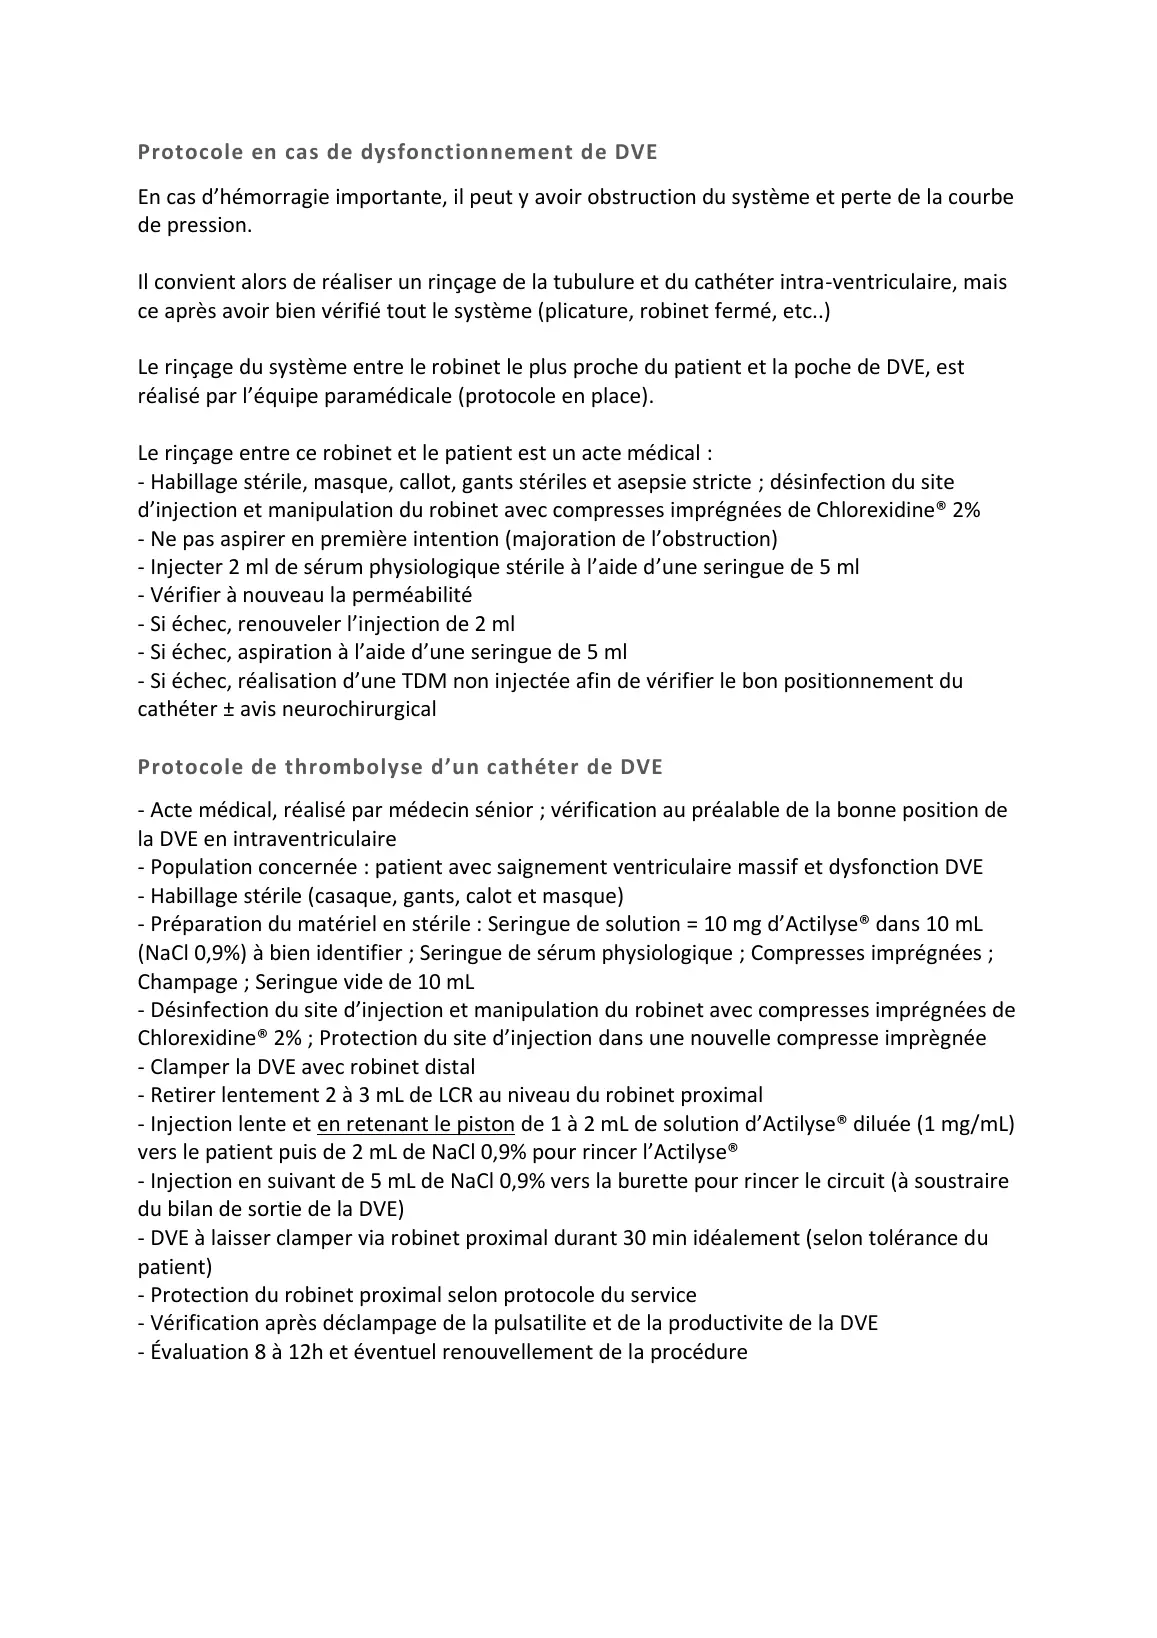 Protocole en cas de dysfonctionnement de DVE
En cas d’hémorragie importante, il peut y avoir obstruction du système et perte de la courbe
de pression.
Il convient alors de réaliser un rinçage de la tubulure et du cathéter intra-ventriculaire, mais
ce après avoir bien vérifié tout le système (plicature, robinet fermé, etc..)
Le rinçage du système entre le robinet le plus proche du patient et la poche de DVE, est
réalisé par l’équipe paramédicale (protocole en place).
Le rinçage entre ce robinet et le patient est un acte médical :
- Habillage stérile, masque, callot, gants stériles et asepsie stricte ; désinfection du site
d’injection et manipulation du robinet avec compresses imprégnées de Chlorexidine® 2%
- Ne pas aspirer en première intention (majoration de l’obstruction)
- Injecter 2 ml de sérum physiologique stérile à l’aide d’une seringue de 5 ml
- Vérifier à nouveau la perméabilité
- Si échec, renouveler l’injection de 2 ml
- Si échec, aspiration à l’aide d’une seringue de 5 ml
- Si échec, réalisation d’une TDM non injectée afin de vérifier le bon positionnement du
cathéter ± avis neurochirurgical
Protocole de thrombolyse d’un cathéter de DVE
- Acte médical, réalisé par médecin sénior ; vérification au préalable de la bonne position de
la DVE en intraventriculaire
- Population concernée : patient avec saignement ventriculaire massif et dysfonction DVE
- Habillage stérile (casaque, gants, calot et masque)
- Préparation du matériel en stérile : Seringue de solution = 10 mg d’Actilyse® dans 10 mL
(NaCl 0,9%) à bien identifier ; Seringue de sérum physiologique ; Compresses imprégnées ;
Champage ; Seringue vide de 10 mL
- Désinfection du site d’injection et manipulation du robinet avec compresses imprégnées de
Chlorexidine® 2% ; Protection du site d’injection dans une nouvelle compresse imprègnée
- Clamper la DVE avec robinet distal
- Retirer lentement 2 à 3 mL de LCR au niveau du robinet proximal
- Injection lente et en retenant le piston de 1 à 2 mL de solution d’Actilyse® diluée (1 mg/mL)
vers le patient puis de 2 mL de NaCl 0,9% pour rincer l’Actilyse®
- Injection en suivant de 5 mL de NaCl 0,9% vers la burette pour rincer le circuit (à soustraire
du bilan de sortie de la DVE)
- DVE à laisser clamper via robinet proximal durant 30 min idéalement (selon tolérance du
patient)
- Protection du robinet proximal selon protocole du service
- Vérification après déclampage de la pulsatilite et de la productivite de la DVE
- Évaluation 8 à 12h et éventuel renouvellement de la procédure